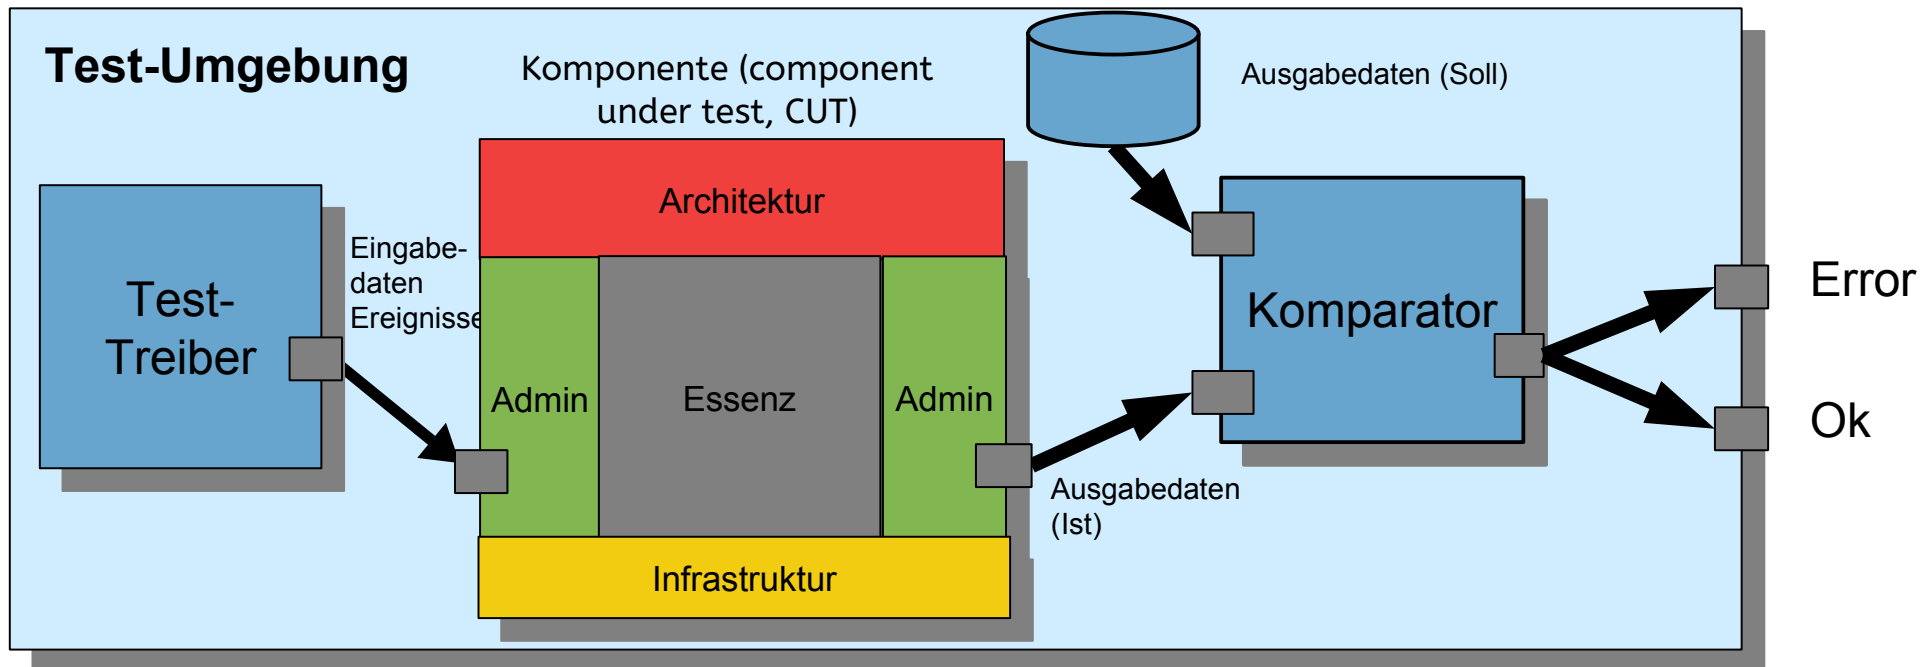 Test-Umgebung
Komponente (component
under test, CUT)
Ausgabedaten (Soll)
Architektur
Eingabe-
daten
Ereignisse
Test-
Treiber
Admin
Essenz
Admin
Komparator
Error
Ok
Ausgabedaten
(Ist)
Infrastruktur